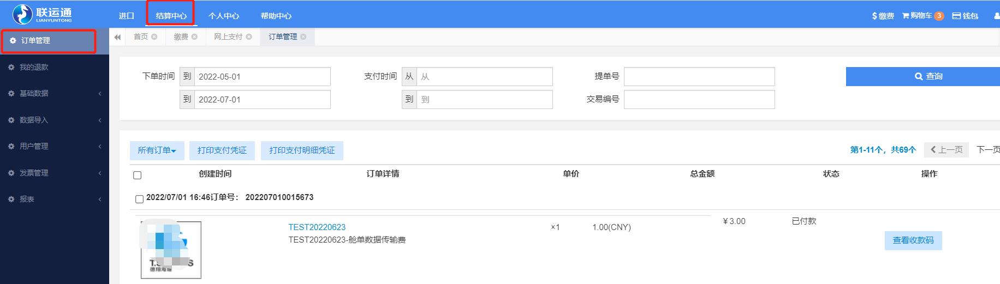 联运通
LIANYUNTONG
进口
结算中心
个人中心
帮助中心
缴费
购物车 3
钱包
订单管理
我的退款
基础数据
数据导入
用户管理
发票管理
报表
首页
缴费
网上支付
订单管理
下单时间 到 2022-05-01
到 2022-07-01
支付时间 从 从
到 到
提单号
交易编号
查询
所有订单
打印支付凭证
打印支付明细凭证
第1-11个，共69个
上一页
下一页
创建时间 订单详情 单价 总金额 状态 操作
2022/07/01 16:46订单号： 202207010015673
TEST20220623 ×1 1.00(CNY) ¥3.00 已付款
TEST20220623-舱单数据传输费
查看收款码
德翔海運